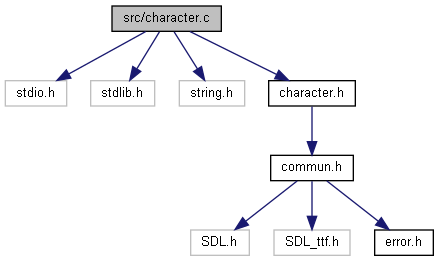 src/character.c
stdio.h
stdlib.h
string.h
character.h
commun.h
SDL.h
SDL_ttf.h
error.h